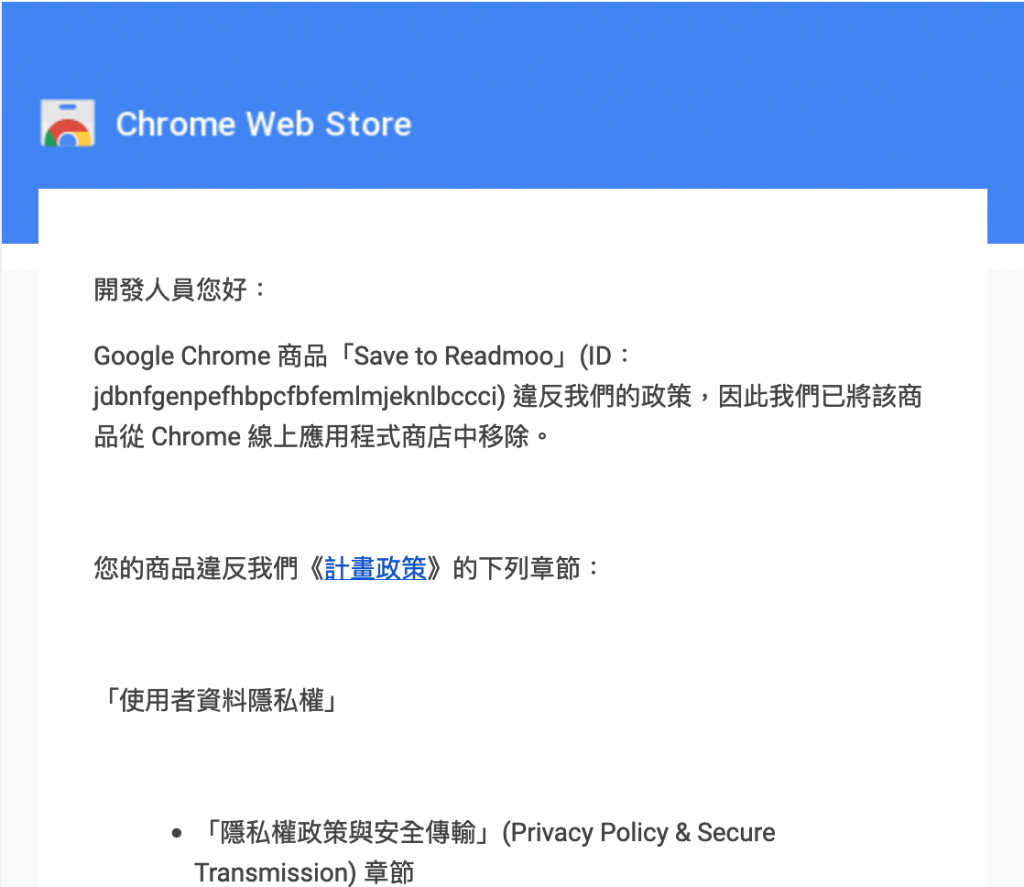 Chrome Web Store
開發人員您好：
Google Chrome 商品「Save to Readmoo」(ID：
jdbnfgenpefhbpcfbfemlmjeknlbccci) 違反我們的政策，因此我們已將該商
品從 Chrome 線上應用程式商店中移除。
您的商品違反我們《計畫政策》的下列章節：
「使用者資料隱私權」
• 「隱私權政策與安全傳輸」(Privacy Policy & Secure
Transmission) 章節